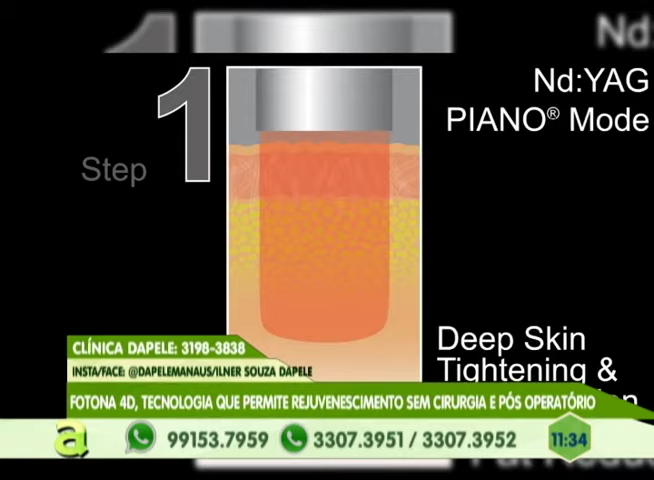 Nd:
1
Step
Nd:YAG
PIANO® Mode
Deep Skin
Tightening &
CLÍNICA DAPELE: 3198-3838
INSTA/FACE: @DAPELEMANAUS/ILNER SOUZA DAPELE
FOTONA 4D, TECNOLOGIA QUE PERMITE REJUVENESCIMENTO SEM CIRURGIA E PÓS OPERATÓRIO
a 99153.7959 3307.3951 / 3307.3952 11:34